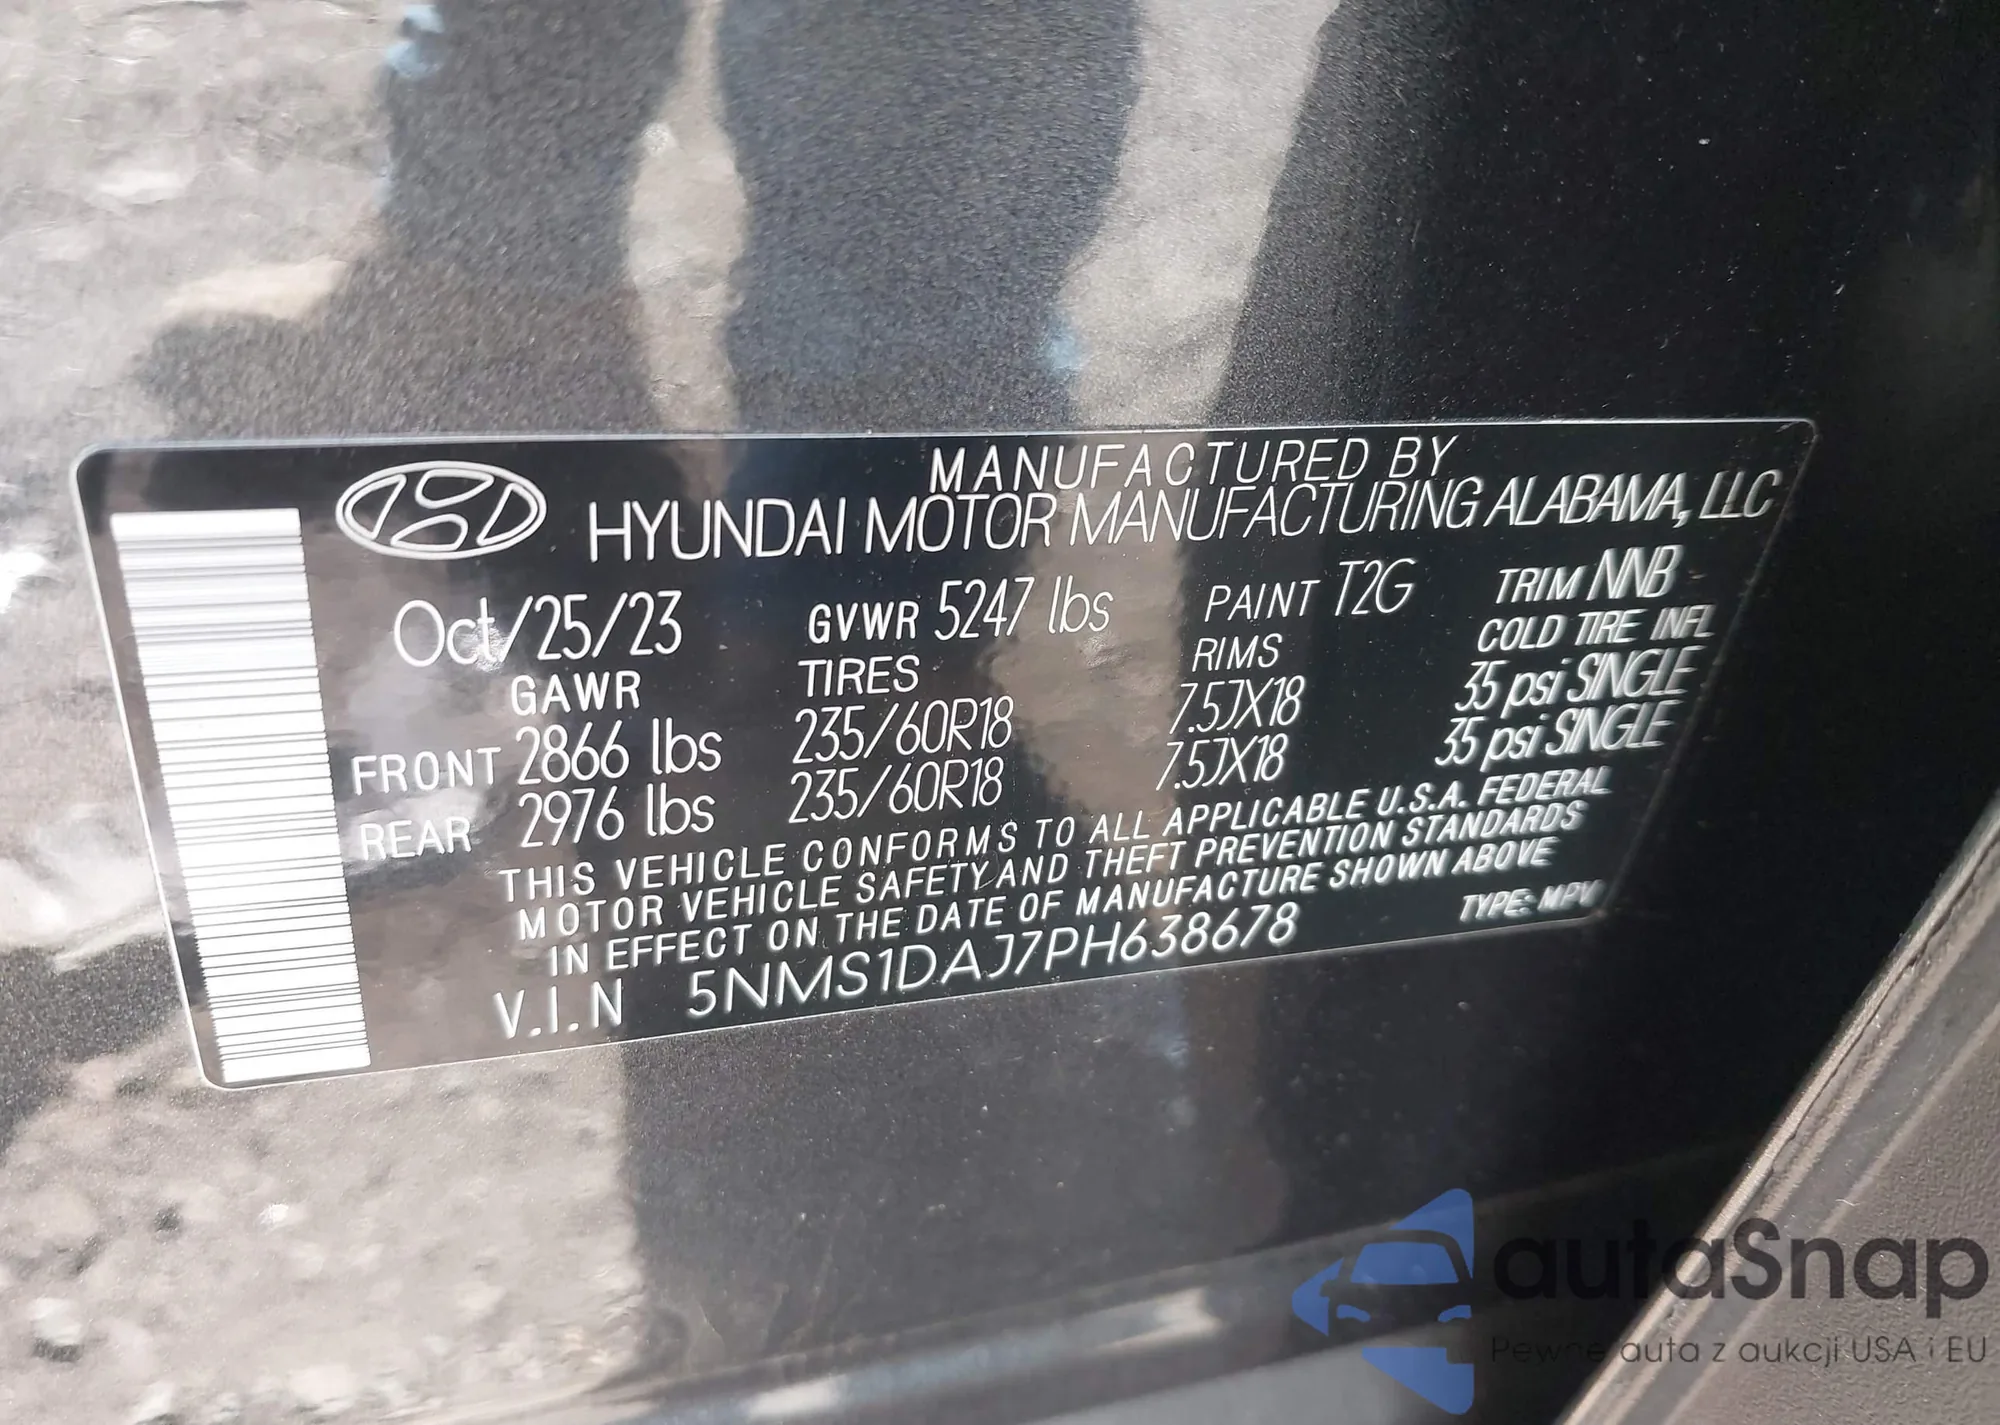 MANUFACTURED BY
HYUNDAI MOTOR MANUFACTURING ALABAMA, LLC
Oct/25/23 GVWR 5247 lbs PAINT T2G TRIM NNB
GAWR TIRES RIMS COLD TIRE INFL
FRONT 2866 lbs 235/60R18 7.5JX18 35 psi SINGLE
REAR 2976 lbs 235/60R18 7.5JX18 35 psi SINGLE
THIS VEHICLE CONFORMS TO ALL APPLICABLE U.S.A. FEDERAL
MOTOR VEHICLE SAFETY AND THEFT PREVENTION STANDARDS
IN EFFECT ON THE DATE OF MANUFACTURE SHOWN ABOVE
V.I.N 5NMS1DAJ7PH638678 TYPE: MPV
autaSnap
Pewne auta z aukcji USA i EU